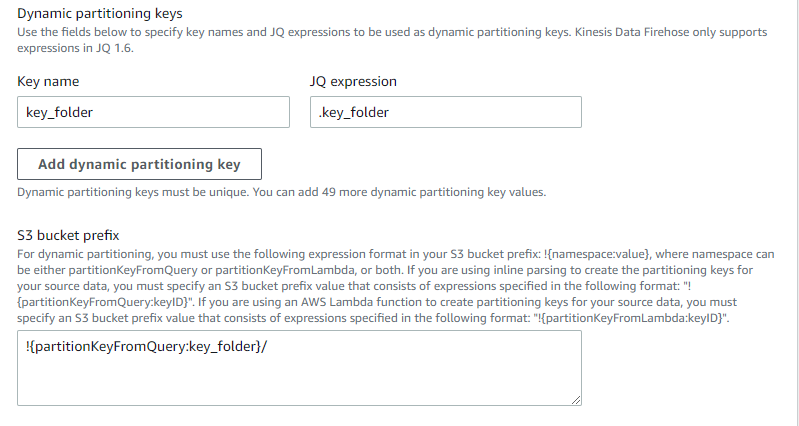 Dynamic partitioning keys
Use the fields below to specify key names and JQ expressions to be used as dynamic partitioning keys. Kinesis Data Firehose only supports
expressions in JQ 1.6.
Key name JQ expression
key_folder .key_folder
Add dynamic partitioning key
Dynamic partitioning keys must be unique. You can add 49 more dynamic partitioning key values.
S3 bucket prefix
For dynamic partitioning, you must use the following expression format in your S3 bucket prefix: !{namespace:value}, where namespace can
be either partitionKeyFromQuery or partitionKeyFromLambda, or both. If you are using inline parsing to create the partitioning keys for
your source data, you must specify an S3 bucket prefix value that consists of expressions specified in the following format: "!
{partitionKeyFromQuery:keyID}". If you are using an AWS Lambda function to create partitioning keys for your source data, you must
specify an S3 bucket prefix value that consists of expressions specified in the following format: "!{partitionKeyFromLambda:keyID}".
!{partitionKeyFromQuery:key_folder}/